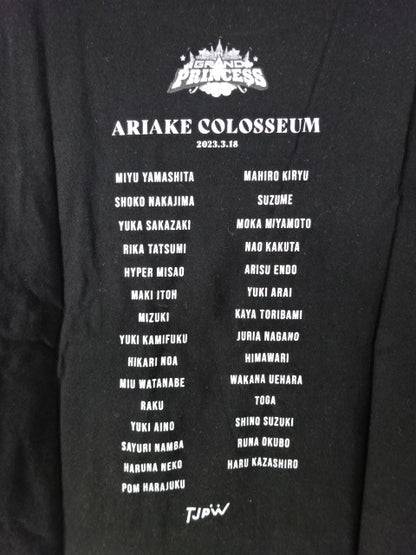 GRAND
PRINCESS
ARIAKE COLOSSEUM
2023.3.18
MIYU YAMASHITA
SHOKO NAKAJIMA
YUKA SAKAZAKI
RIKA TATSUMI
HYPER MISAO
MAKI ITOH
MIZUKI
YUKI KAMIFUKU
HIKARI NOA
MIU WATANABE
RAKU
YUKI AINO
SAYURI NAMBA
HARUNA NEKO
POM HARAJUKU
MAHIRO KIRYU
SUZUME
MOKA MIYAMOTO
NAO KAKUTA
ARISU ENDO
YUKI ARAI
KAYA TORIBAMI
JURIA NAGANO
HIMAWARI
WAKANA UEHARA
TOGA
SHINO SUZUKI
RUNA OKUBO
HARU KAZASHIRO
TJPW